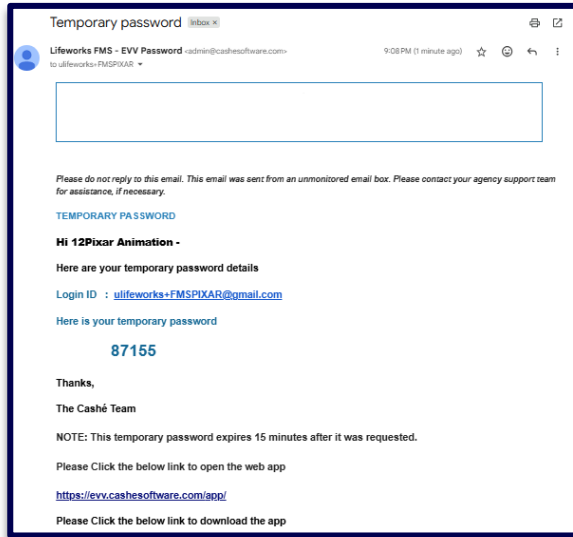 Temporary password Inbox ×
Lifeworks FMS - EVV Password <admin@cashesoftware.com> 9:08 PM (1 minute ago)
to ulifeworks+FMSPIXAR
Please do not reply to this email. This email was sent from an unmonitored email box. Please contact your agency support team
for assistance, if necessary.
TEMPORARY PASSWORD
Hi 12Pixar Animation -
Here are your temporary password details
Login ID : ulifeworks+FMSPIXAR@gmail.com
Here is your temporary password
87155
Thanks,
The Cashé Team
NOTE: This temporary password expires 15 minutes after it was requested.
Please Click the below link to open the web app
https://evv.cashesoftware.com/app/
Please Click the below link to download the app